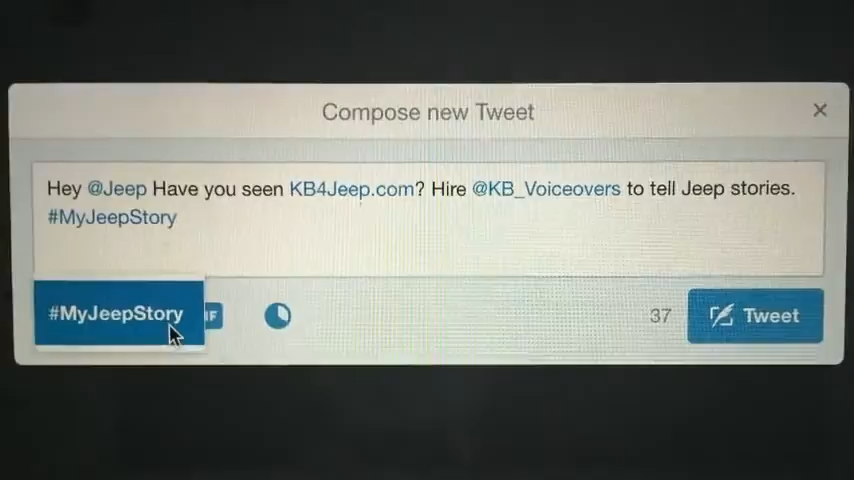 Compose new Tweet
Hey @Jeep Have you seen KB4Jeep.com? Hire @KB_Voiceovers to tell Jeep stories.
#MyJeepStory
#MyJeepStory
IF
37
Tweet